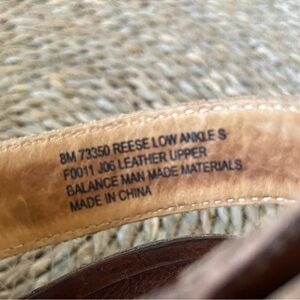 8M 73350 REESE LOW ANKLE S
F0011 J06 LEATHER UPPER
BALANCE MAN MADE MATERIALS
MADE IN CHINA